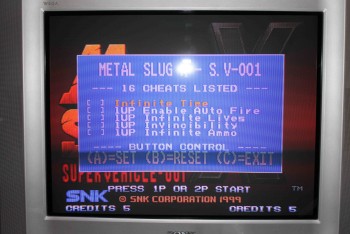 METAL SLUG - S.V-001
--- 16 CHEATS LISTED ---
[ ] Infinite Time
[ ] 1UP Enable Auto Fire
[ ] 1UP Infinite Lives
[ ] 1UP Invincibility
[ ] 1UP Infinite Ammo
--- BUTTON CONTROL ---
(A)=SET (B)=RESET (C)=EXIT
SUPERVEHICLE-001
PRESS 1P OR 2P START
SNK
TM
© SNK CORPORATION 1999
CREDITS 5
CREDITS 5